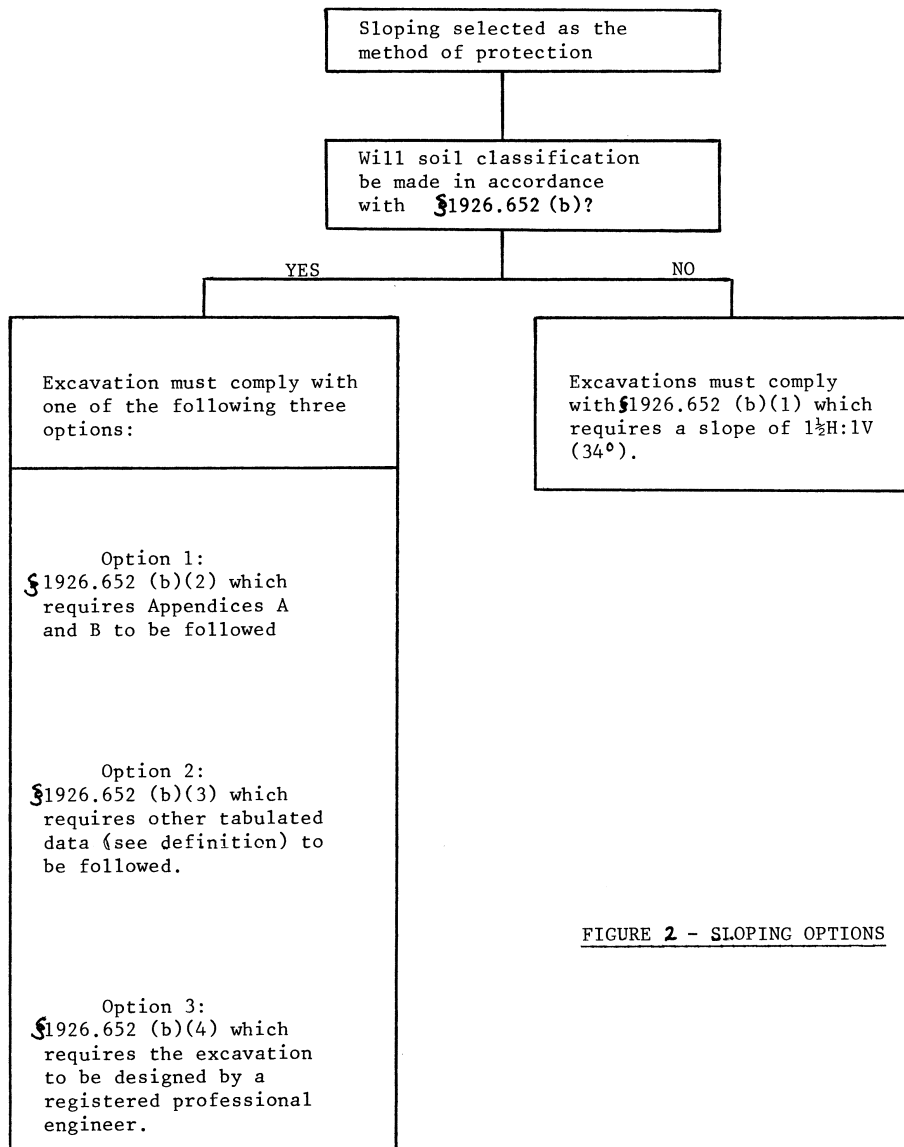 Sloping selected as the
method of protection
Will soil classification
be made in accordance
with §1926.652 (b)?
YES
NO
Excavation must comply with
one of the following three
options:
Excavations must comply
with §1926.652 (b)(1) which
requires a slope of 1½H:1V
(34°).
Option 1:
§1926.652 (b)(2) which
requires Appendices A
and B to be followed
Option 2:
§1926.652 (b)(3) which
requires other tabulated
data (see definition) to
be followed.
Option 3:
§1926.652 (b)(4) which
requires the excavation
to be designed by a
registered professional
engineer.
FIGURE 2 - SLOPING OPTIONS